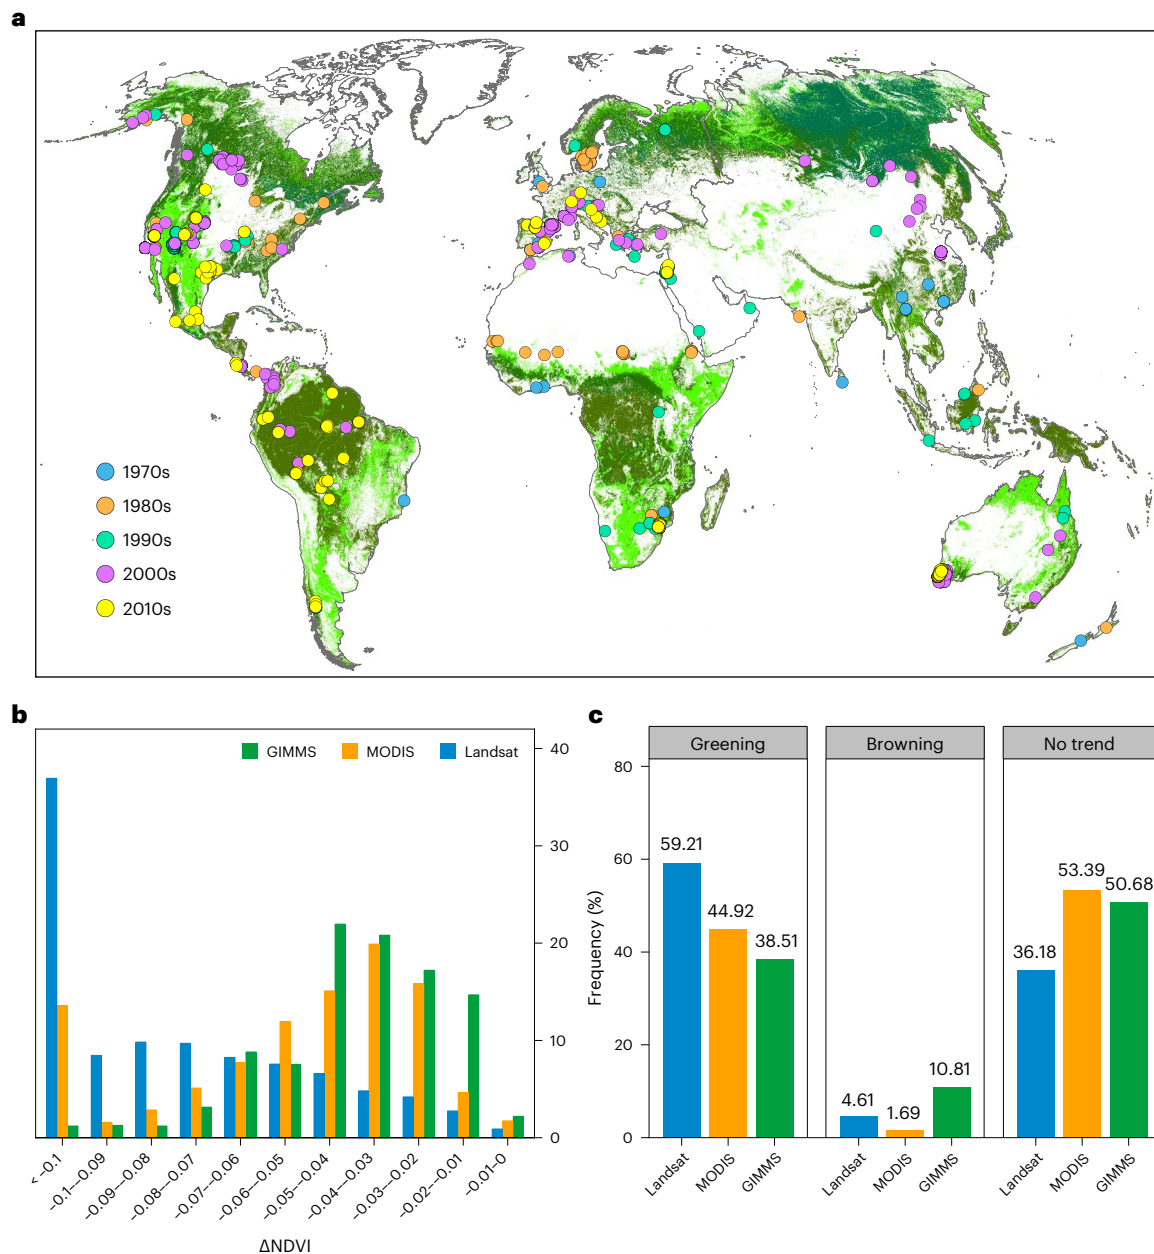 a
1970s
1980s
1990s
2000s
2010s
b
GIMMS MODIS Landsat
40
30
20
10
0
<−0.1
−0.1–−0.09
−0.09–−0.08
−0.08–−0.07
−0.07–−0.06
−0.06–−0.05
−0.05–−0.04
−0.04–−0.03
−0.03–−0.02
−0.02–−0.01
−0.01–0
ΔNDVI
c
Greening Browning No trend
Frequency (%)
80
60
40
20
0
59.21
44.92
38.51
4.61
1.69
10.81
36.18
53.39
50.68
Landsat MODIS GIMMS
Landsat MODIS GIMMS
Landsat MODIS GIMMS